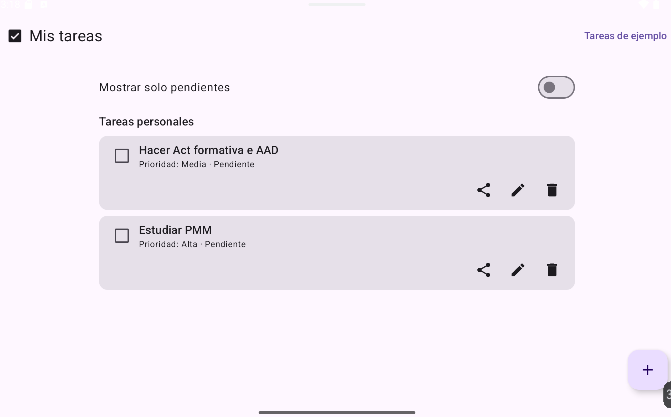 Mis tareas
Tareas de ejemplo
Mostrar solo pendientes
Tareas personales
Hacer Act formativa e AAD
Prioridad: Media · Pendiente
Estudiar PMM
Prioridad: Alta · Pendiente